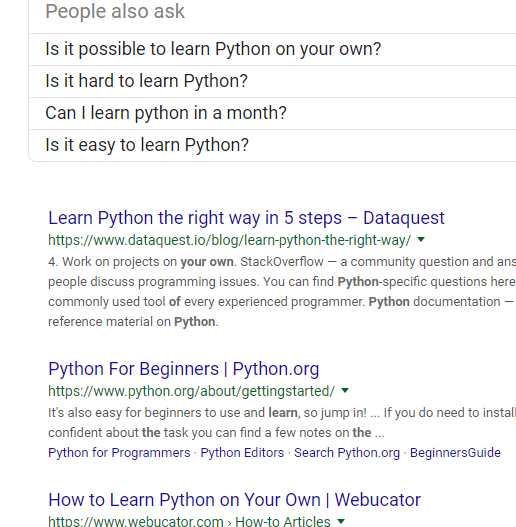 People also ask
Is it possible to learn Python on your own?
Is it hard to learn Python?
Can I learn python in a month?
Is it easy to learn Python?
Learn Python the right way in 5 steps – Dataquest
https://www.dataquest.io/blog/learn-python-the-right-way/
4. Work on projects on your own. StackOverflow — a community question and ans
people discuss programming issues. You can find Python-specific questions here
commonly used tool of every experienced programmer. Python documentation —
reference material on Python.
Python For Beginners | Python.org
https://www.python.org/about/gettingstarted/
It's also easy for beginners to use and learn, so jump in! ... If you do need to instal
confident about the task you can find a few notes on the ...
Python for Programmers · Python Editors · Search Python.org · BeginnersGuide
How to Learn Python on Your Own | Webucator
https://www.webucator.com › How-to Articles